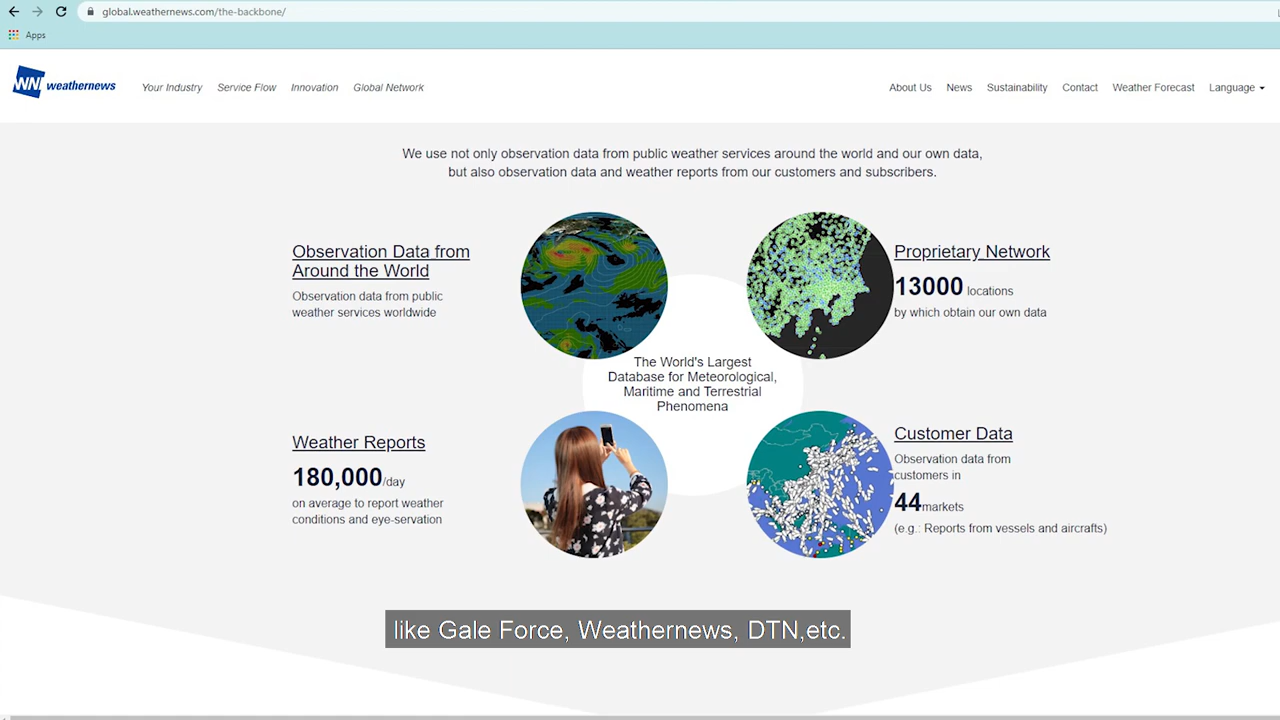 global.weathernews.com/the-backbone/
Apps
WNI weathernews
Your Industry
Service Flow
Innovation
Global Network
About Us
News
Sustainability
Contact
Weather Forecast
Language
We use not only observation data from public weather services around the world and our own data,
but also observation data and weather reports from our customers and subscribers.
Observation Data from
Around the World
Observation data from public
weather services worldwide
Proprietary Network
13000 locations
by which obtain our own data
The World's Largest
Database for Meteorological,
Maritime and Terrestrial
Phenomena
Weather Reports
180,000/day
on average to report weather
conditions and eye-servation
Customer Data
Observation data from
customers in
44markets
(e.g.: Reports from vessels and aircrafts)
like Gale Force, Weathernews, DTN,etc.